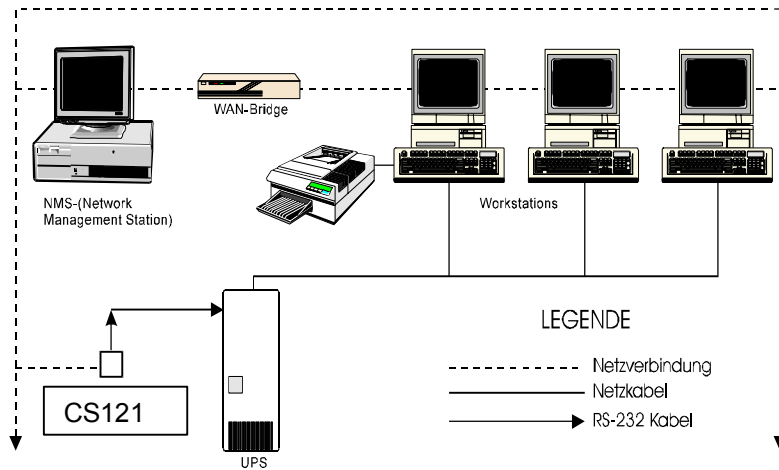 WAN-Bridge
NMS-(Network
Management Station)
Workstations
LEGENDE
Netzverbindung
Netzkabel
RS-232 Kabel
CS121
UPS